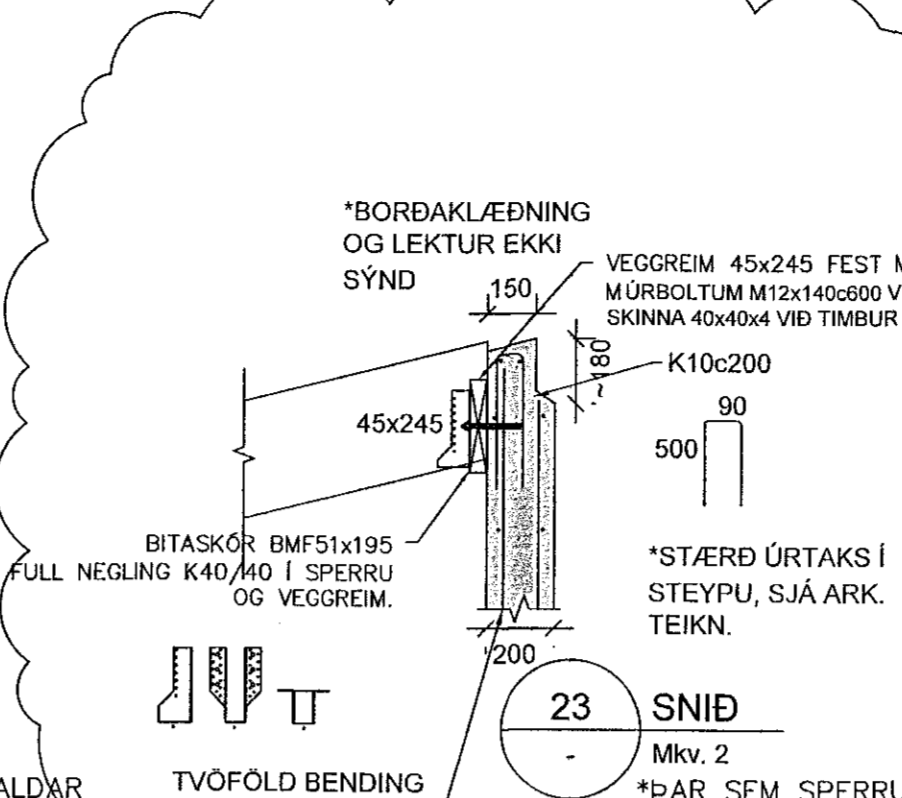 *BORÐAKLÆÐNING
OG LEKTUR EKKI
SÝND
VEGGREIM 45x245 FEST
MÚRBOLTUM M12x140c600
SKINNA 40x40x4 VIÐ TIMBUR
150
~180
K10c200
45x245
90
500
BITASKÓR BMF51x195
FULL NEGLING K40/40 Í SPERRU
OG VEGGREIM.
*STÆRÐ ÚRTAKS Í
STEYPU, SJÁ ARK.
TEIKN.
200
23 SNIÐ
- Mkv. 2
TVÖFÖLD BENDING
*ÞAR SEM SPERRU